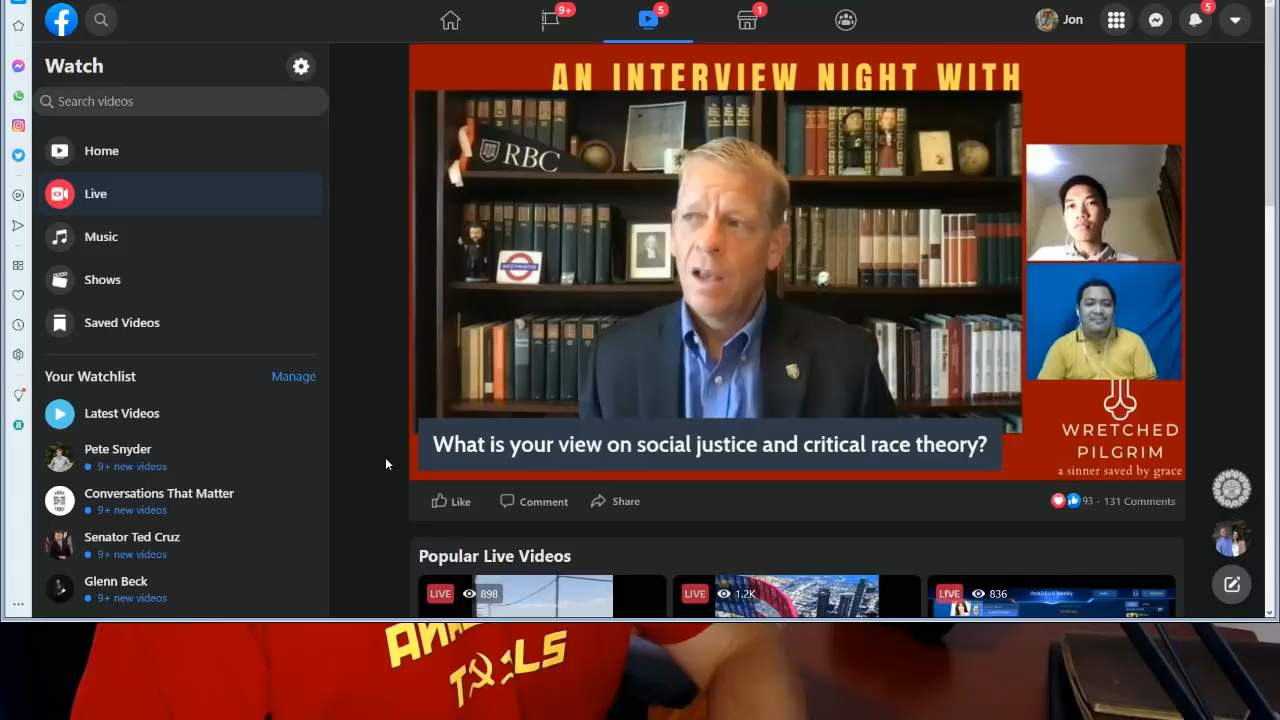 9+
5
1
Jon
5
Watch
Search videos
Home
Live
Music
Shows
Saved Videos
Your Watchlist
Manage
Latest Videos
Pete Snyder
9+ new videos
Conversations That Matter
9+ new videos
Senator Ted Cruz
9+ new videos
Glenn Beck
9+ new videos
AN INTERVIEW NIGHT WITH
RBC
WESTMINSTER
What is your view on social justice and critical race theory?
WRETCHED
PILGRIM
a sinner saved by grace
Like
Comment
Share
93 · 131 Comments
Popular Live Videos
LIVE 898
LIVE 1.2K
LIVE 836